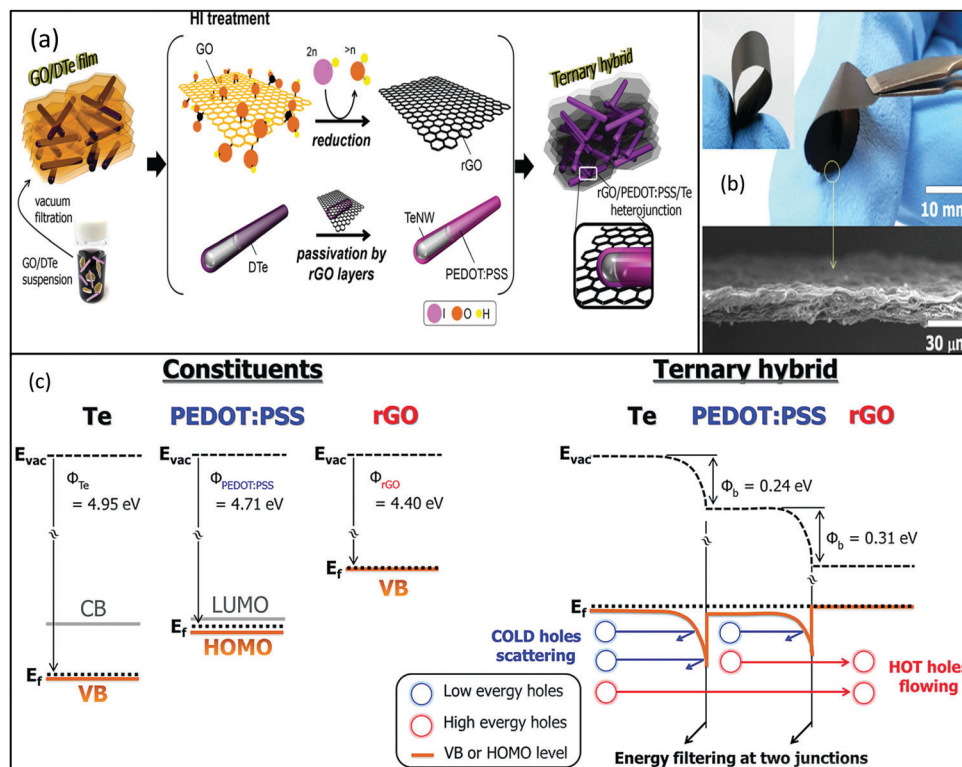 (a)
HI treatment
GO/DTe film
GO
2n
>n
reduction
rGO
Ternary hybrid
vacuum
filtration
GO/DTe
suspension
DTe
passivation by
rGO layers
TeNW
PEDOT:PSS
rGO/PEDOT:PSS/Te
heterojunction
I O H
(b)
10 mm
30 μm
(c)
Constituents
Te PEDOT:PSS rGO
Evac Evac Evac
ΦTe
= 4.95 eV
ΦPEDOT:PSS
= 4.71 eV
ΦrGO
= 4.40 eV
Ef
VB
CB
LUMO
Ef
HOMO
Ef
VB
Ternary hybrid
Te PEDOT:PSS rGO
Evac
Φb = 0.24 eV
Φb = 0.31 eV
Ef
COLD holes
scattering
HOT holes
flowing
Low evergy holes
High evergy holes
VB or HOMO level
Energy filtering at two junctions